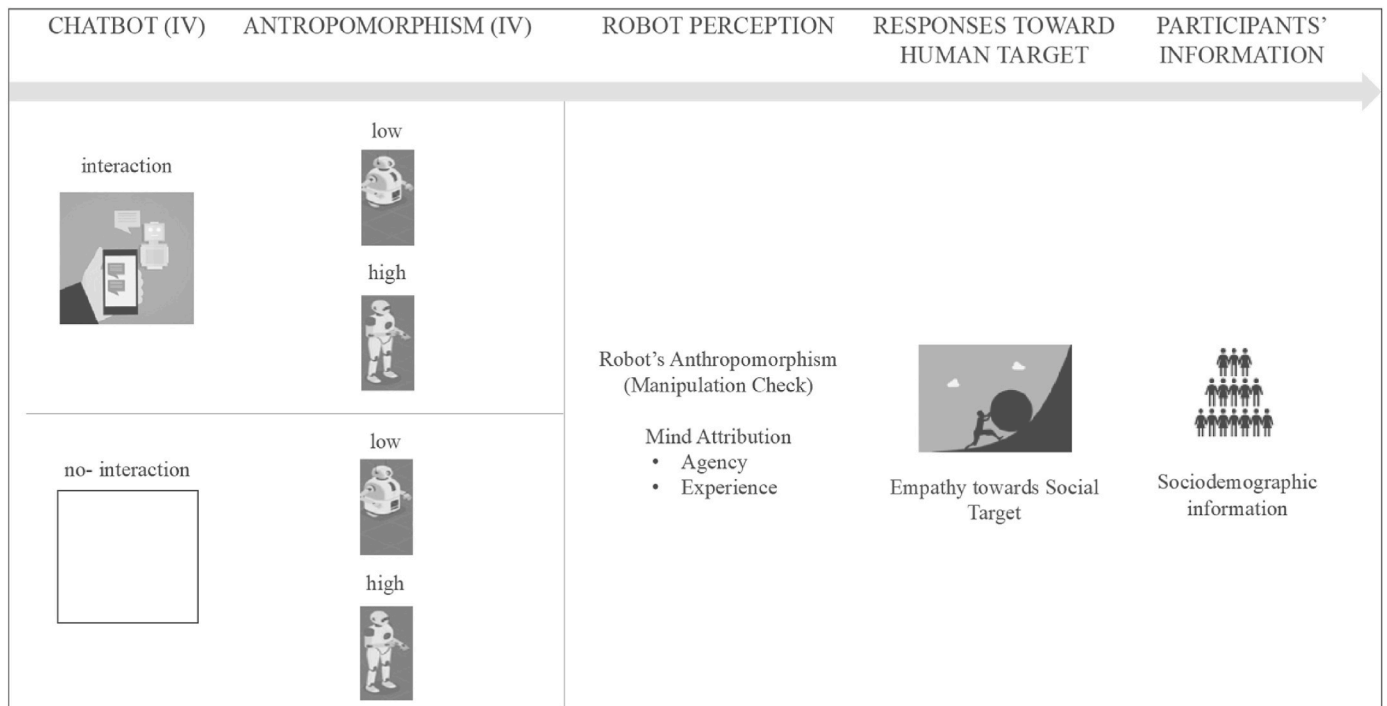 CHATBOT (IV)
ANTROPOMORPHISM (IV)
ROBOT PERCEPTION
RESPONSES TOWARD
HUMAN TARGET
PARTICIPANTS'
INFORMATION
interaction
low
high
no- interaction
low
high
Robot's Anthropomorphism
(Manipulation Check)
Mind Attribution
• Agency
• Experience
Empathy towards Social
Target
Sociodemographic
information